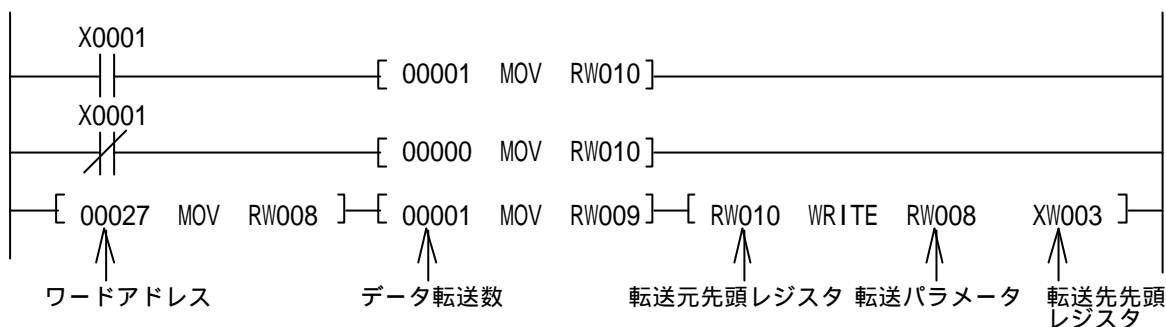 X0001
[ 00001 MOV RW010 ]
X0001
[ 00000 MOV RW010 ]
[ 00027 MOV RW008 ] [ 00001 MOV RW009 ] [ RW010 WRITE RW008 XW003 ]
ワードアドレス データ転送数 転送元先頭レジスタ 転送パラメータ 転送先先頭
レジスタ